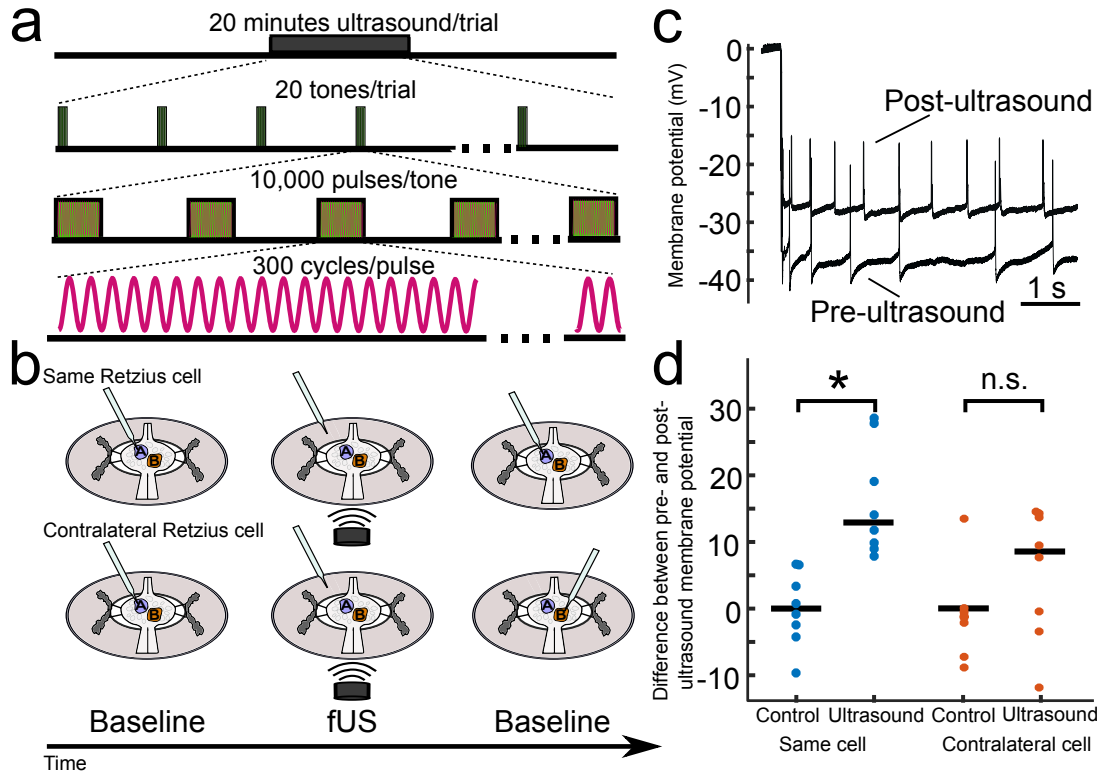 a
20 minutes ultrasound/trial
20 tones/trial
10,000 pulses/tone
300 cycles/pulse
b
Same Retzius cell
A
B
A
B
A
B
Contralateral Retzius cell
A
B
A
B
A
B
Baseline
fUS
Baseline
Time
c
Membrane potential (mV)
0
-10
-20
-30
-40
Post-ultrasound
Pre-ultrasound
1 s
d
Difference between pre- and post-
ultrasound membrane potential
30
20
10
0
-10
*
n.s.
Control
Ultrasound
Control
Ultrasound
Same cell
Contralateral cell